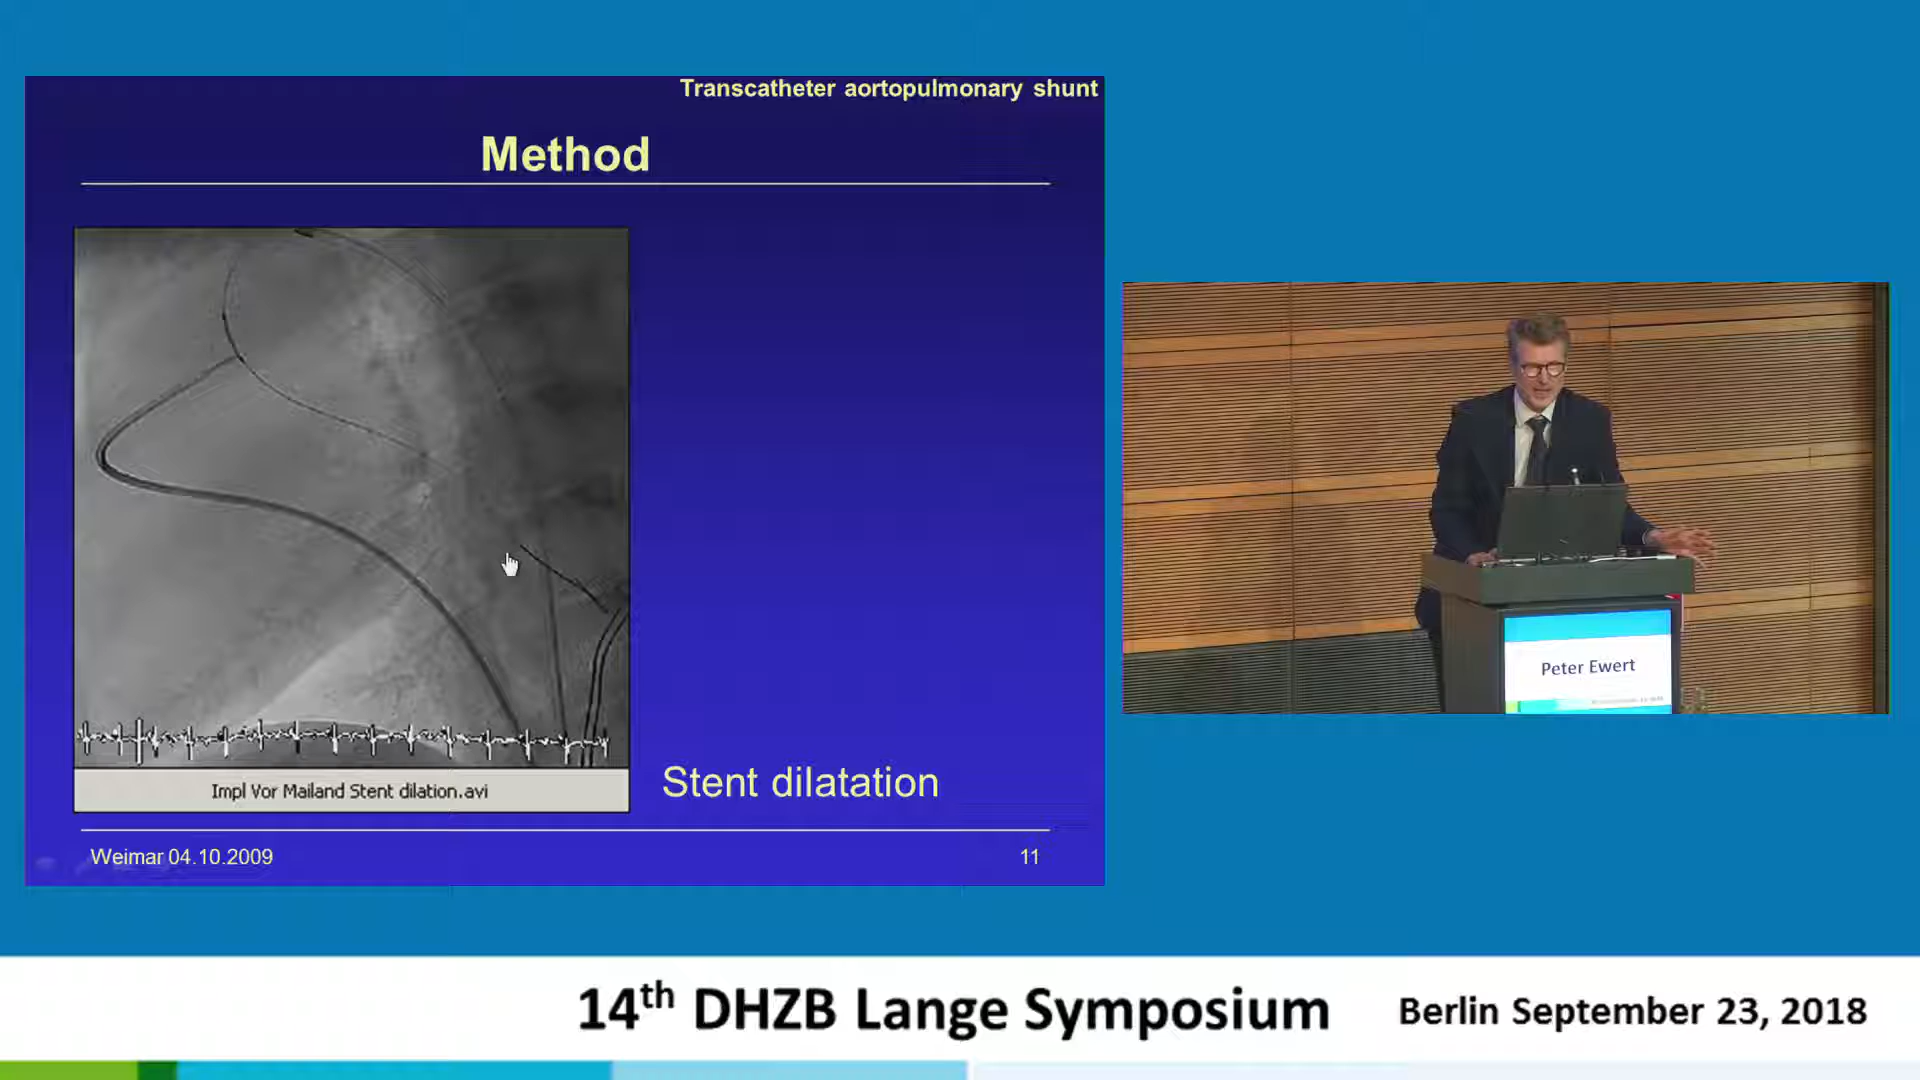 Transcatheter aortopulmonary shunt
Method
Impl Vor Mailand Stent dilation.avi
Stent dilatation
Weimar 04.10.2009
11
Peter Ewert
14th DHZB Lange Symposium
Berlin September 23, 2018